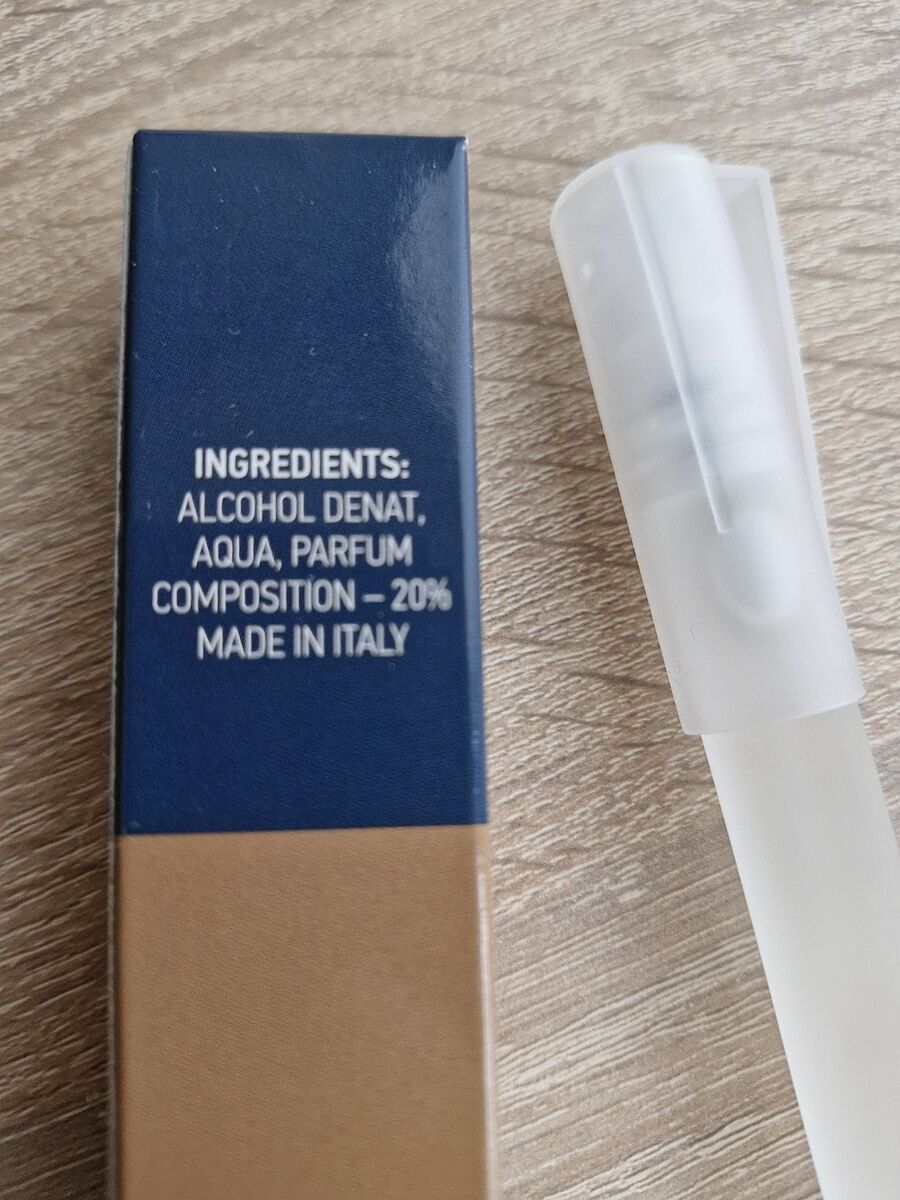 INGREDIENTS:
ALCOHOL DENAT,
AQUA, PARFUM
COMPOSITION – 20%
MADE IN ITALY